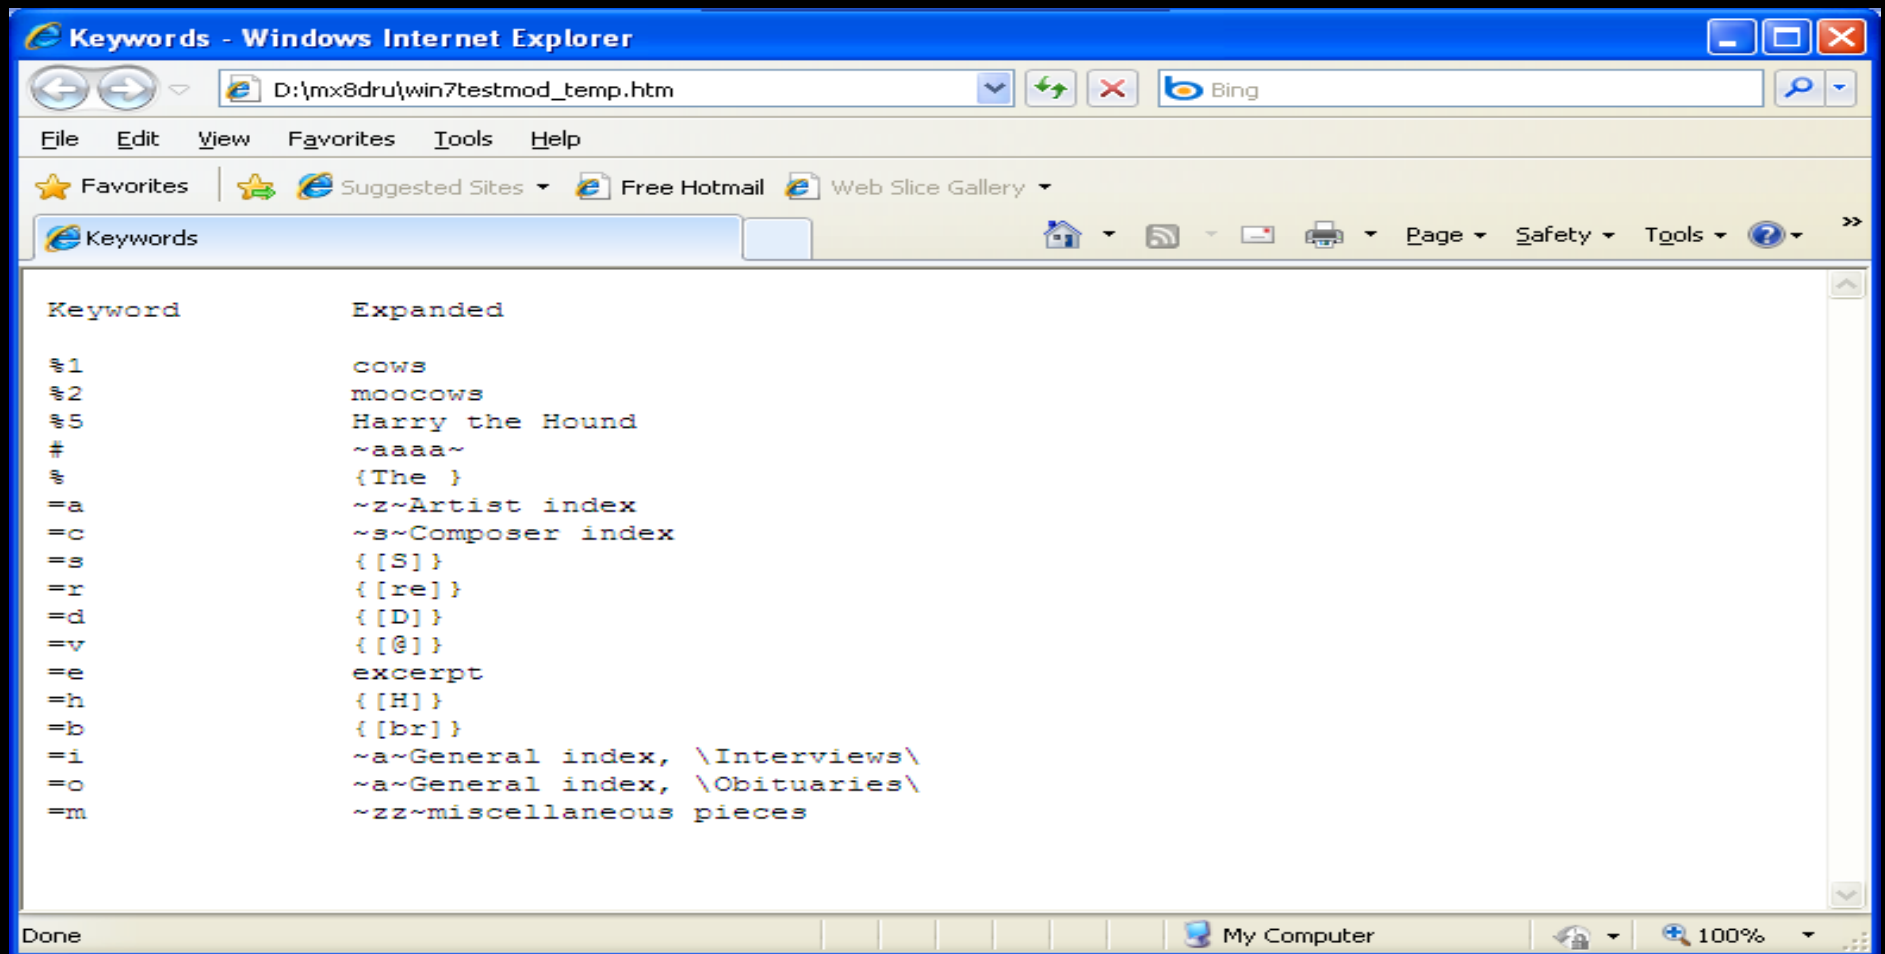 Keywords - Windows Internet Explorer
D:\mx8dru\win7testmod_temp.htm Bing
File Edit View Favorites Tools Help
Favorites Suggested Sites Free Hotmail Web Slice Gallery
Keywords Page Safety Tools »
Keyword Expanded
%1 cows
%2 moocows
%5 Harry the Hound
# ~aaaa~
% {The }
=a ~z~Artist index
=c ~s~Composer index
=s {[S]}
=r {[re]}
=d {[D]}
=v {[@]}
=e excerpt
=h {[H]}
=b {[br]}
=i ~a~General index, \Interviews\
=o ~a~General index, \Obituaries\
=m ~zz~miscellaneous pieces
Done My Computer 100%